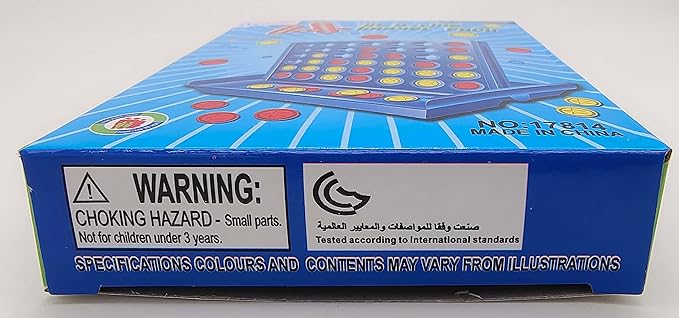 NO:17814
MADE IN CHINA
WARNING:
CHOKING HAZARD - Small parts.
Not for children under 3 years.
صنعت وفقا للمواصفات والمعايير العالمية
Tested according to International standards
SPECIFICATIONS COLOURS AND CONTENTS MAY VARY FROM ILLUSTRATIONS